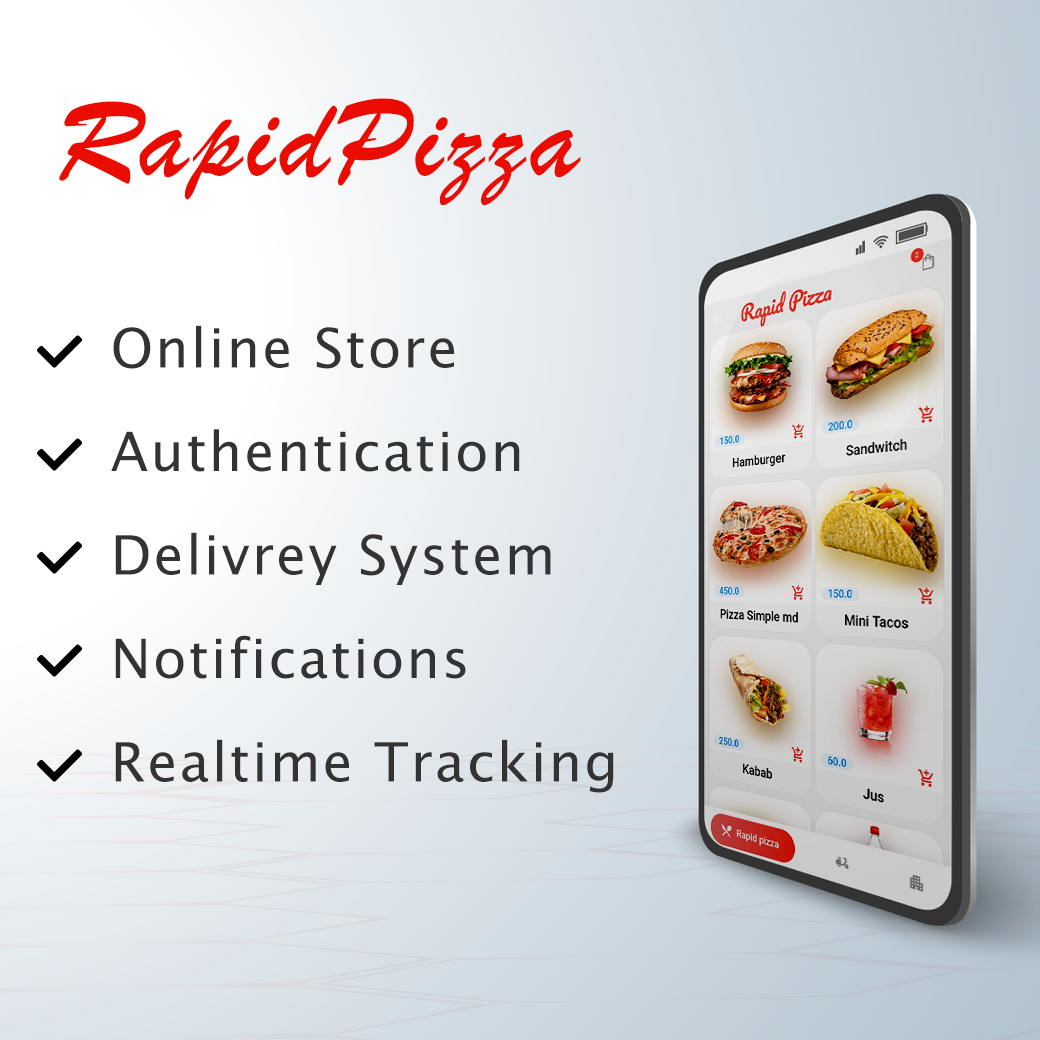 RapidPizza
Online Store
Authentication
Delivrey System
Notifications
Realtime Tracking
2
Rapid Pizza
150.0
Hamburger
200.0
Sandwitch
450.0
Pizza Simple md
150.0
Mini Tacos
250.0
Kabab
60.0
Jus
Rapid pizza